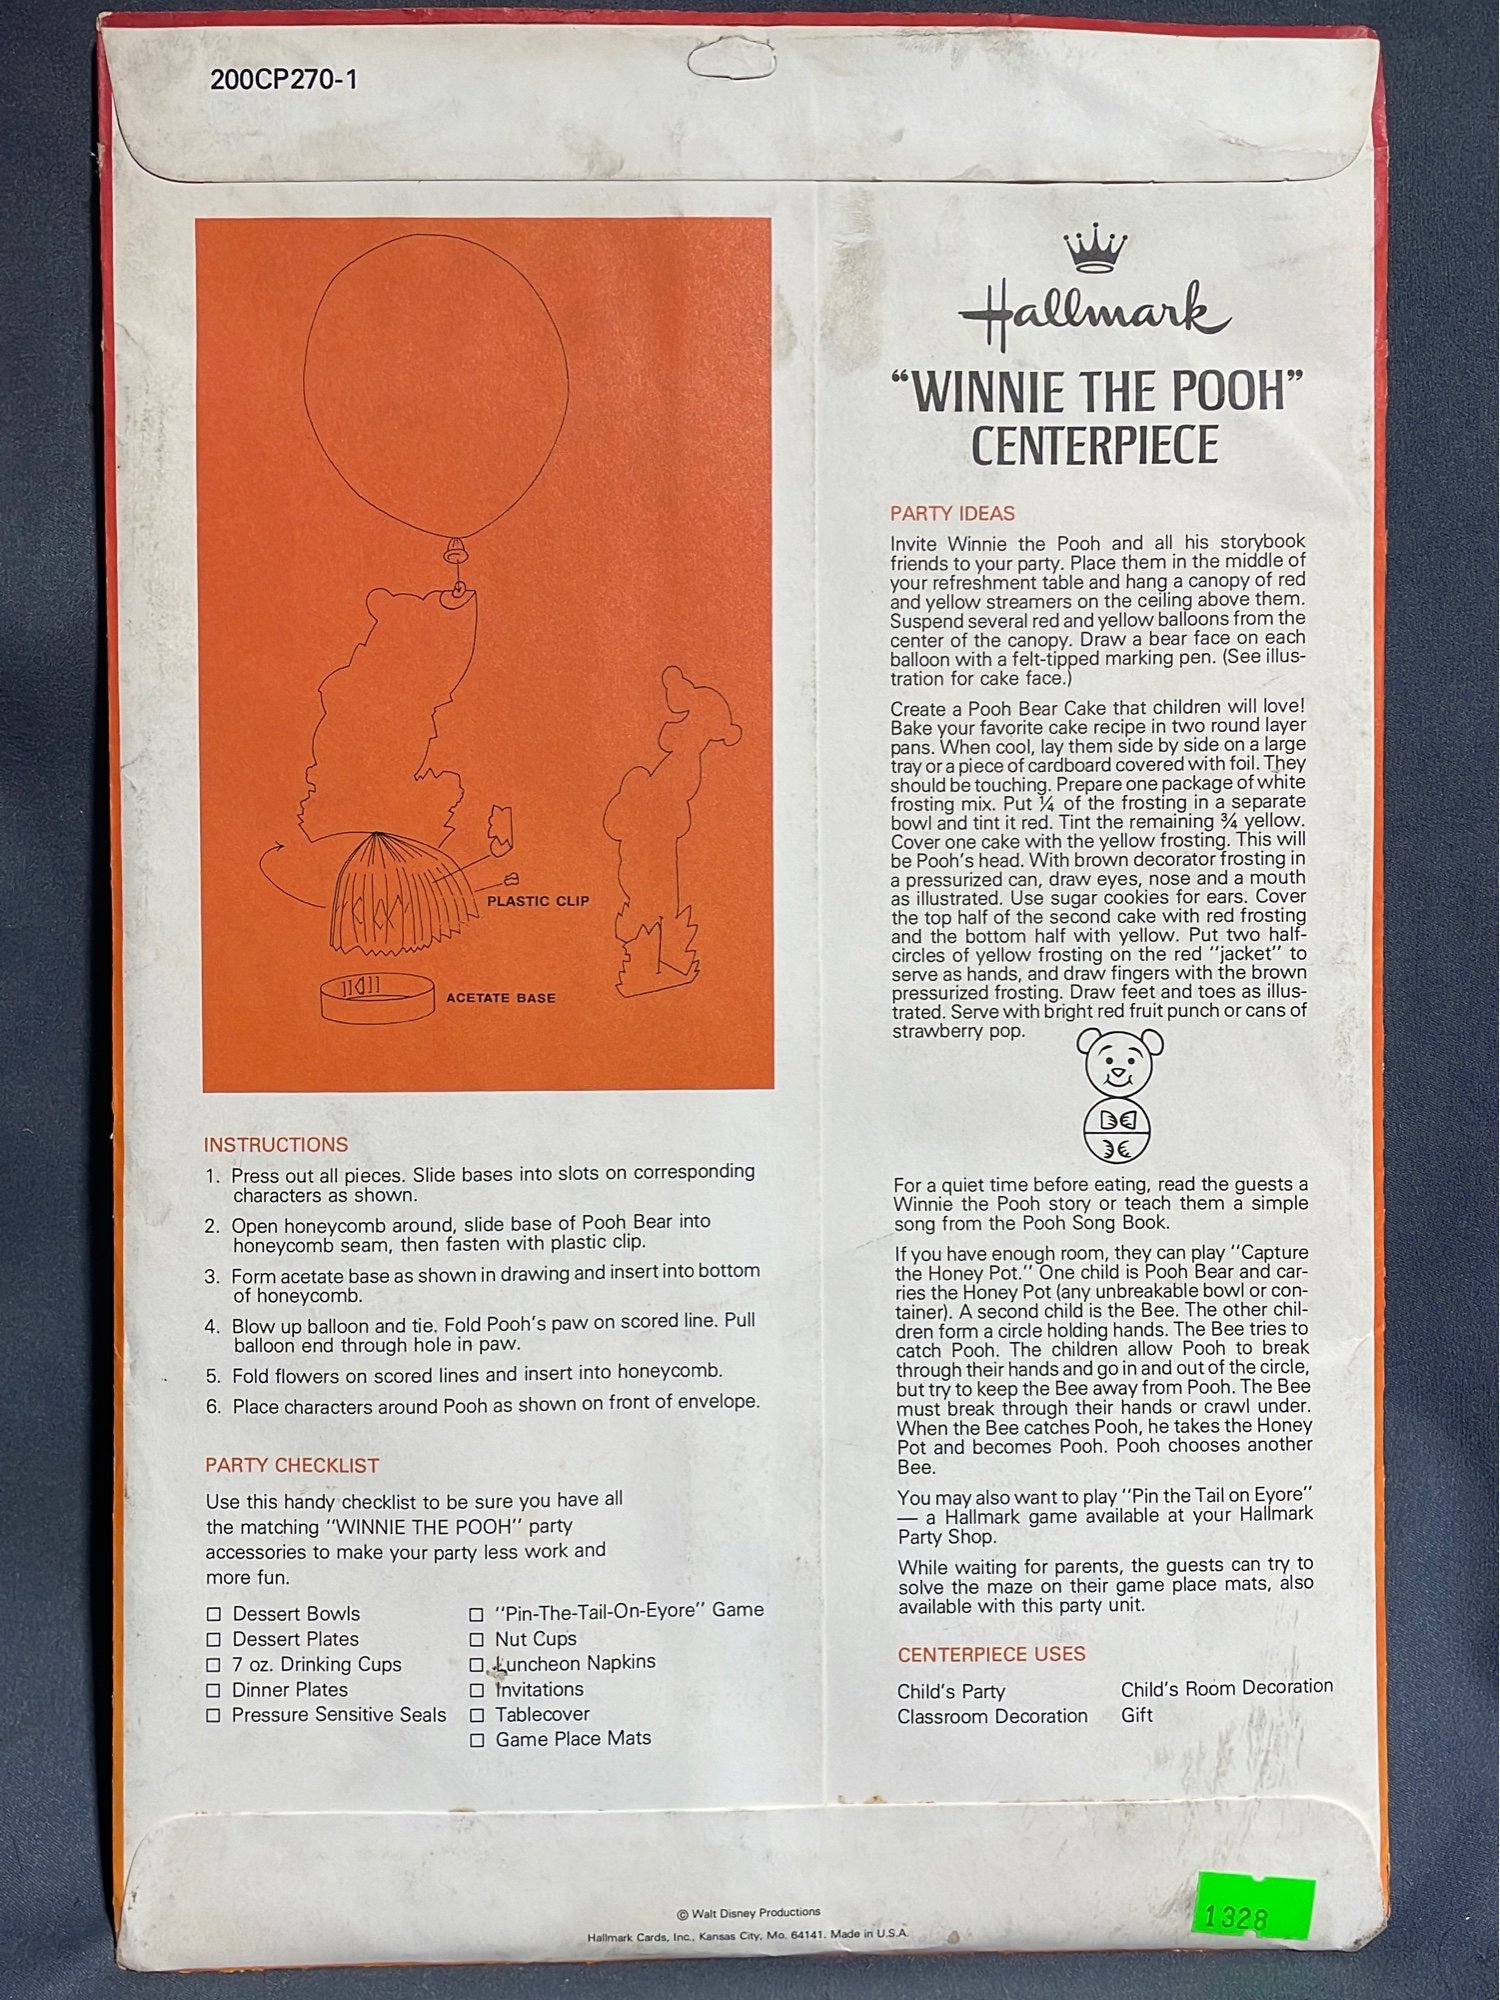 200CP270-1
PLASTIC CLIP
ACETATE BASE
INSTRUCTIONS
1. Press out all pieces. Slide bases into slots on corresponding
characters as shown.
2. Open honeycomb around, slide base of Pooh Bear into
honeycomb seam, then fasten with plastic clip.
3. Form acetate base as shown in drawing and insert into bottom
of honeycomb.
4. Blow up balloon and tie. Fold Pooh's paw on scored line. Pull
balloon end through hole in paw.
5. Fold flowers on scored lines and insert into honeycomb.
6. Place characters around Pooh as shown on front of envelope.
PARTY CHECKLIST
Use this handy checklist to be sure you have all
the matching "WINNIE THE POOH" party
accessories to make your party less work and
more fun.
☐ Dessert Bowls
☐ Dessert Plates
☐ 7 oz. Drinking Cups
☐ Dinner Plates
☐ Pressure Sensitive Seals
☐ "Pin-The-Tail-On-Eyore" Game
☐ Nut Cups
☐ Luncheon Napkins
☐ Invitations
☐ Tablecover
☐ Game Place Mats
Hallmark
"WINNIE THE POOH"
CENTERPIECE
PARTY IDEAS
Invite Winnie the Pooh and all his storybook
friends to your party. Place them in the middle of
your refreshment table and hang a canopy of red
and yellow streamers on the ceiling above them.
Suspend several red and yellow balloons from the
center of the canopy. Draw a bear face on each
balloon with a felt-tipped marking pen. (See illus-
tration for cake face.)
Create a Pooh Bear Cake that children will love!
Bake your favorite cake recipe in two round layer
pans. When cool, lay them side by side on a large
tray or a piece of cardboard covered with foil. They
should be touching. Prepare one package of white
frosting mix. Put ¼ of the frosting in a separate
bowl and tint it red. Tint the remaining ¾ yellow.
Cover one cake with the yellow frosting. This will
be Pooh's head. With brown decorator frosting in
a pressurized can, draw eyes, nose and a mouth
as illustrated. Use sugar cookies for ears. Cover
the top half of the second cake with red frosting
and the bottom half with yellow. Put two half-
circles of yellow frosting on the red "jacket" to
serve as hands, and draw fingers with the brown
pressurized frosting. Draw feet and toes as illus-
trated. Serve with bright red fruit punch or cans of
strawberry pop.
For a quiet time before eating, read the guests a
Winnie the Pooh story or teach them a simple
song from the Pooh Song Book.
If you have enough room, they can play "Capture
the Honey Pot." One child is Pooh Bear and car-
ries the Honey Pot (any unbreakable bowl or con-
tainer). A second child is the Bee. The other chil-
dren form a circle holding hands. The Bee tries to
catch Pooh. The children allow Pooh to break
through their hands and go in and out of the circle,
but try to keep the Bee away from Pooh. The Bee
must break through their hands or crawl under.
When the Bee catches Pooh, he takes the Honey
Pot and becomes Pooh. Pooh chooses another
Bee.
You may also want to play "Pin the Tail on Eyore"
— a Hallmark game available at your Hallmark
Party Shop.
While waiting for parents, the guests can try to
solve the maze on their game place mats, also
available with this party unit.
CENTERPIECE USES
Child's Party Child's Room Decoration
Classroom Decoration Gift
© Walt Disney Productions
Hallmark Cards, Inc., Kansas City, Mo. 64141. Made in U.S.A.
1328